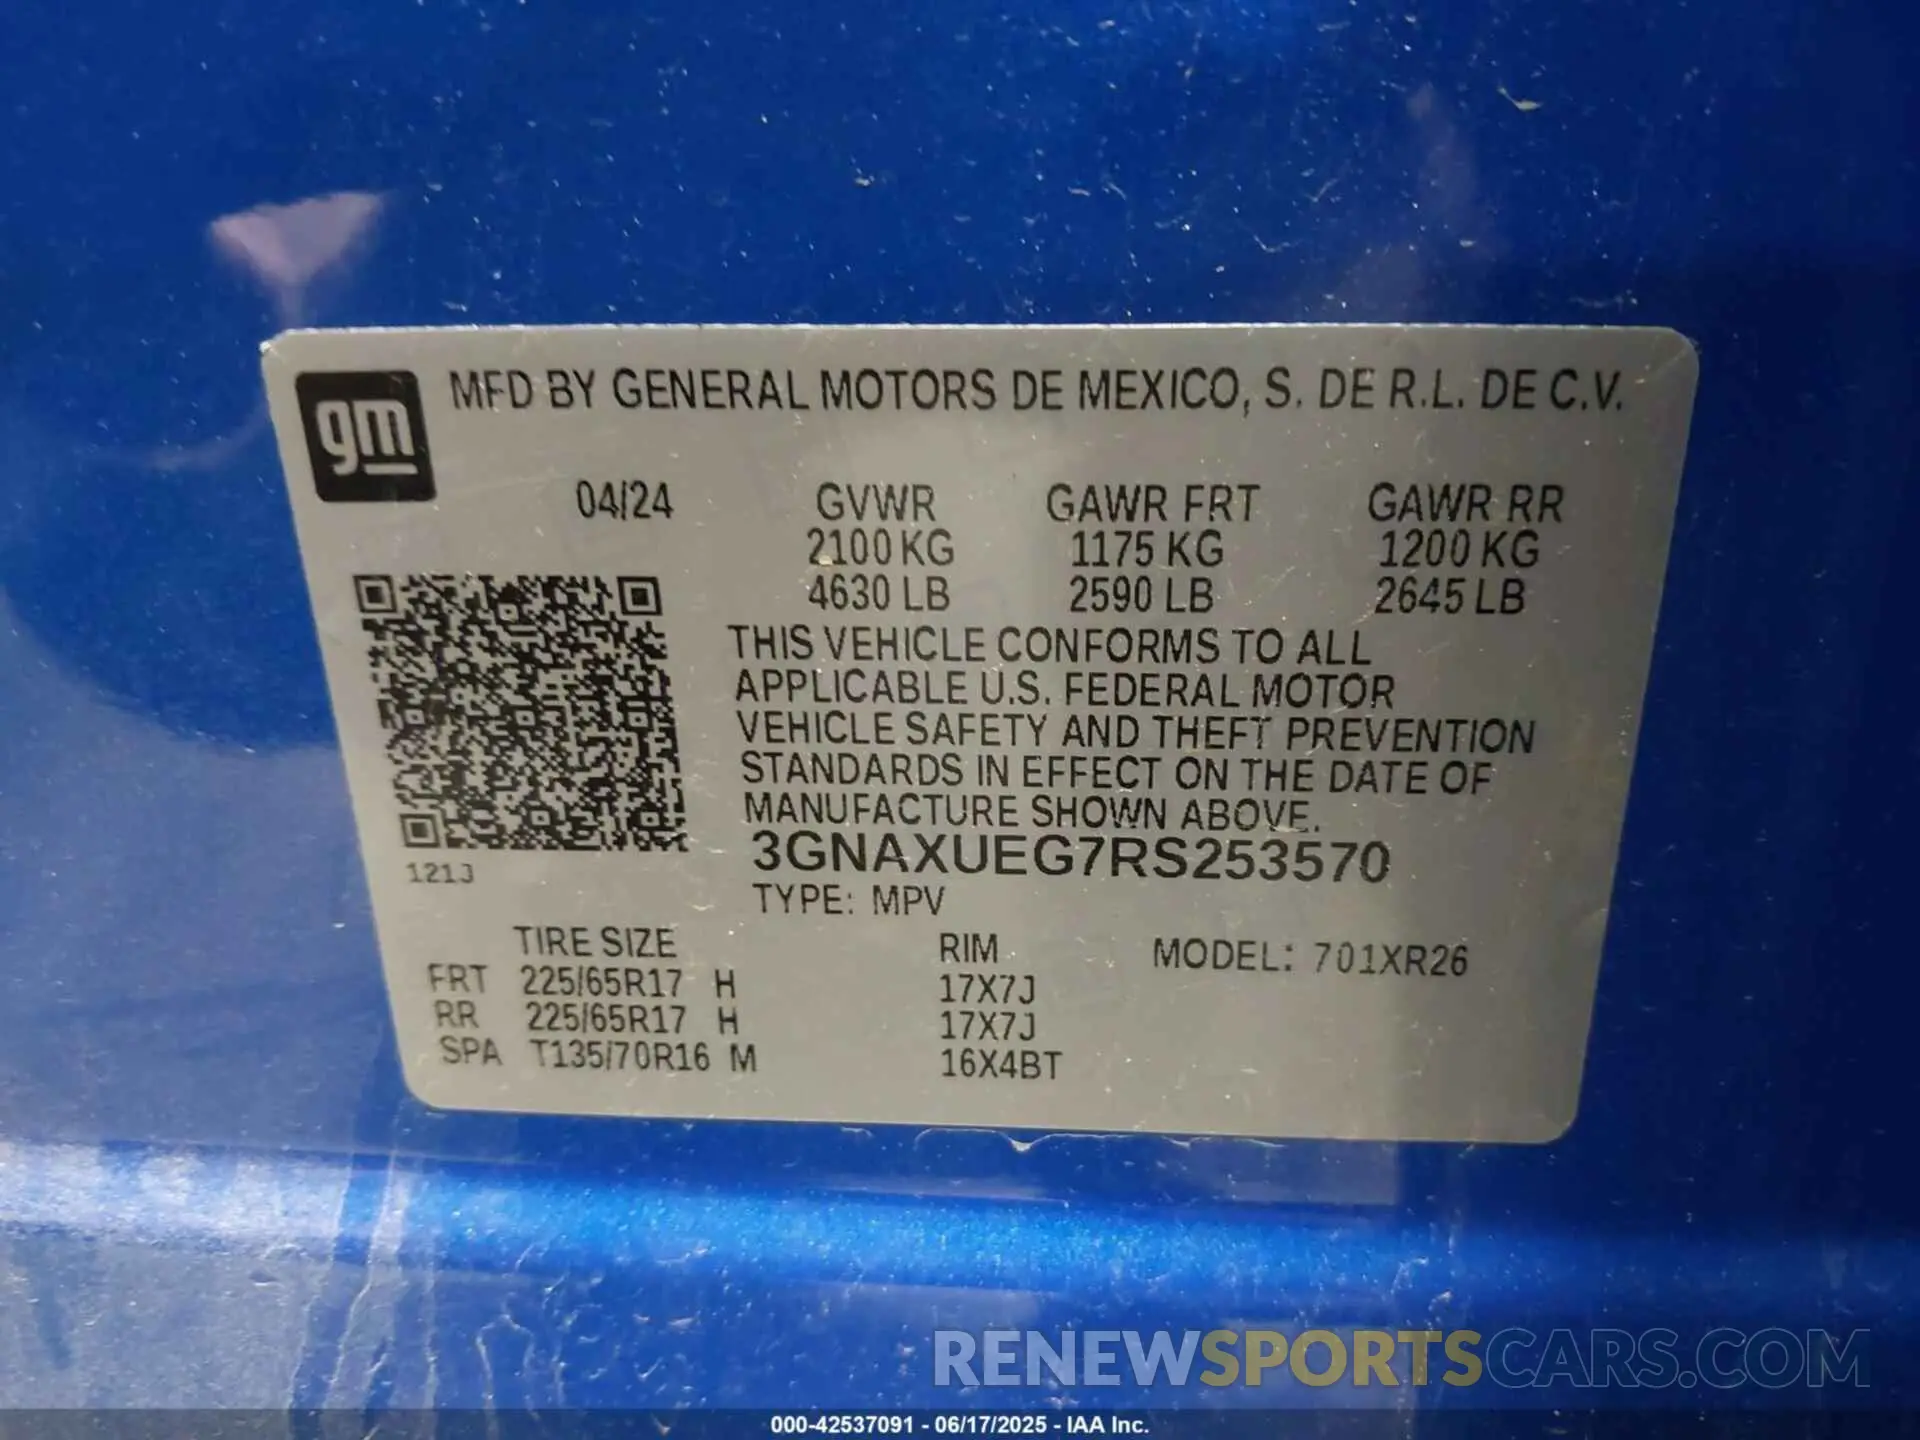 gm
MFD BY GENERAL MOTORS DE MEXICO, S. DE R.L. DE C.V.
04/24 GVWR GAWR FRT GAWR RR
2100 KG 1175 KG 1200 KG
4630 LB 2590 LB 2645 LB
THIS VEHICLE CONFORMS TO ALL
APPLICABLE U.S. FEDERAL MOTOR
VEHICLE SAFETY AND THEFT PREVENTION
STANDARDS IN EFFECT ON THE DATE OF
MANUFACTURE SHOWN ABOVE.
3GNAXUEG7RS253570
121J
TYPE: MPV
TIRE SIZE RIM MODEL: 701XR26
FRT 225/65R17 H 17X7J
RR 225/65R17 H 17X7J
SPA T135/70R16 M 16X4BT
RENEWSPORTSCARS.COM
000-42537091 - 06/17/2025 - IAA Inc.